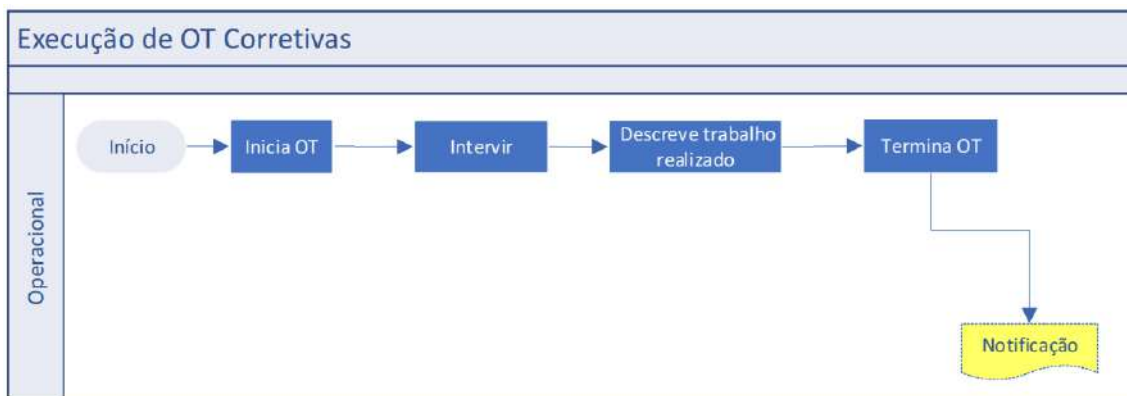 Execução de OT Corretivas
Operacional
Início
Inicia OT
Intervir
Descreve trabalho
realizado
Termina OT
Notificação